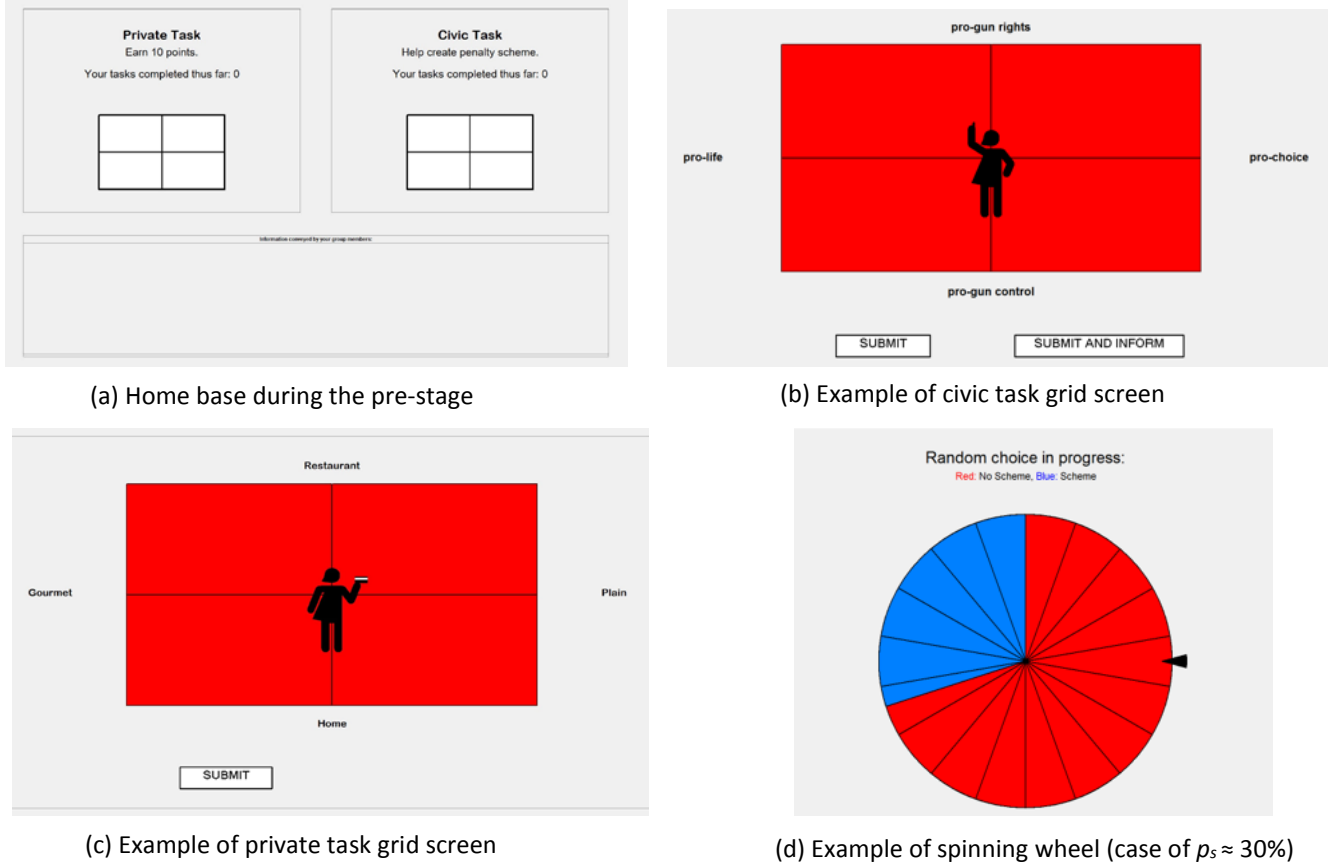 Private Task
Earn 10 points.
Your tasks completed thus far: 0
Civic Task
Help create penalty scheme.
Your tasks completed thus far: 0
Information conveyed by your group members:
(a) Home base during the pre-stage
pro-gun rights
pro-life
pro-choice
pro-gun control
SUBMIT
SUBMIT AND INFORM
(b) Example of civic task grid screen
Restaurant
Gourmet
Plain
Home
SUBMIT
(c) Example of private task grid screen
Random choice in progress:
Red: No Scheme, Blue: Scheme
(d) Example of spinning wheel (case of pₛ ≈ 30%)